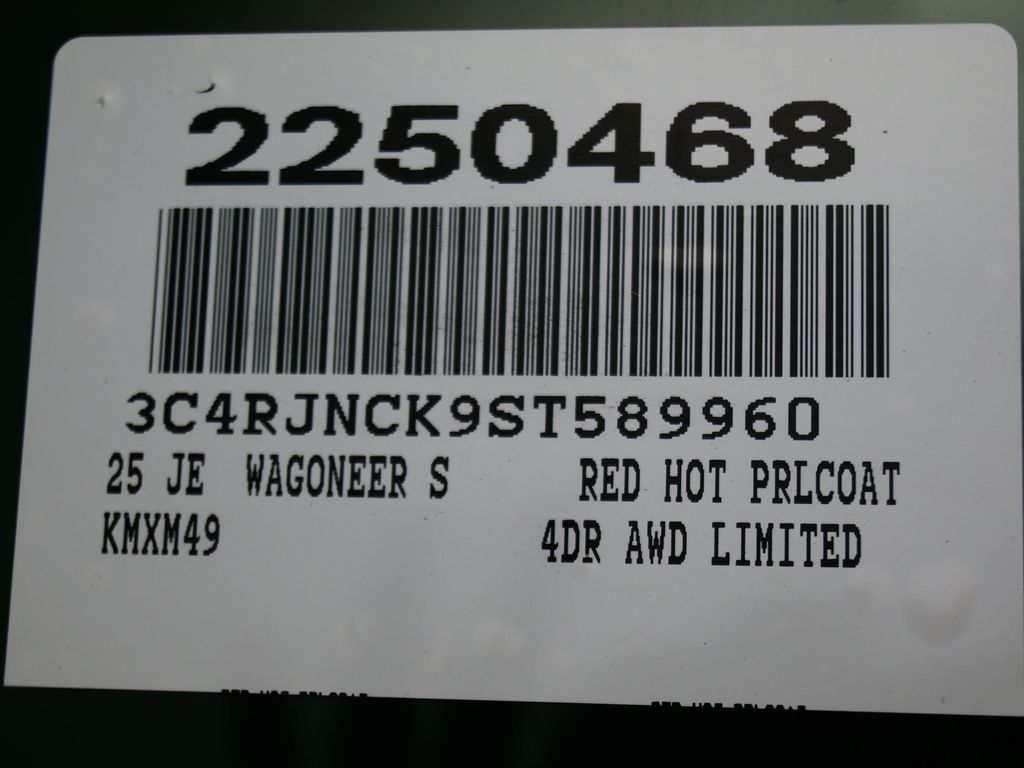 2250468
3C4RJNCK9ST589960
25 JE WAGONEER S RED HOT PRLCOAT
KMXM49 4DR AWD LIMITED